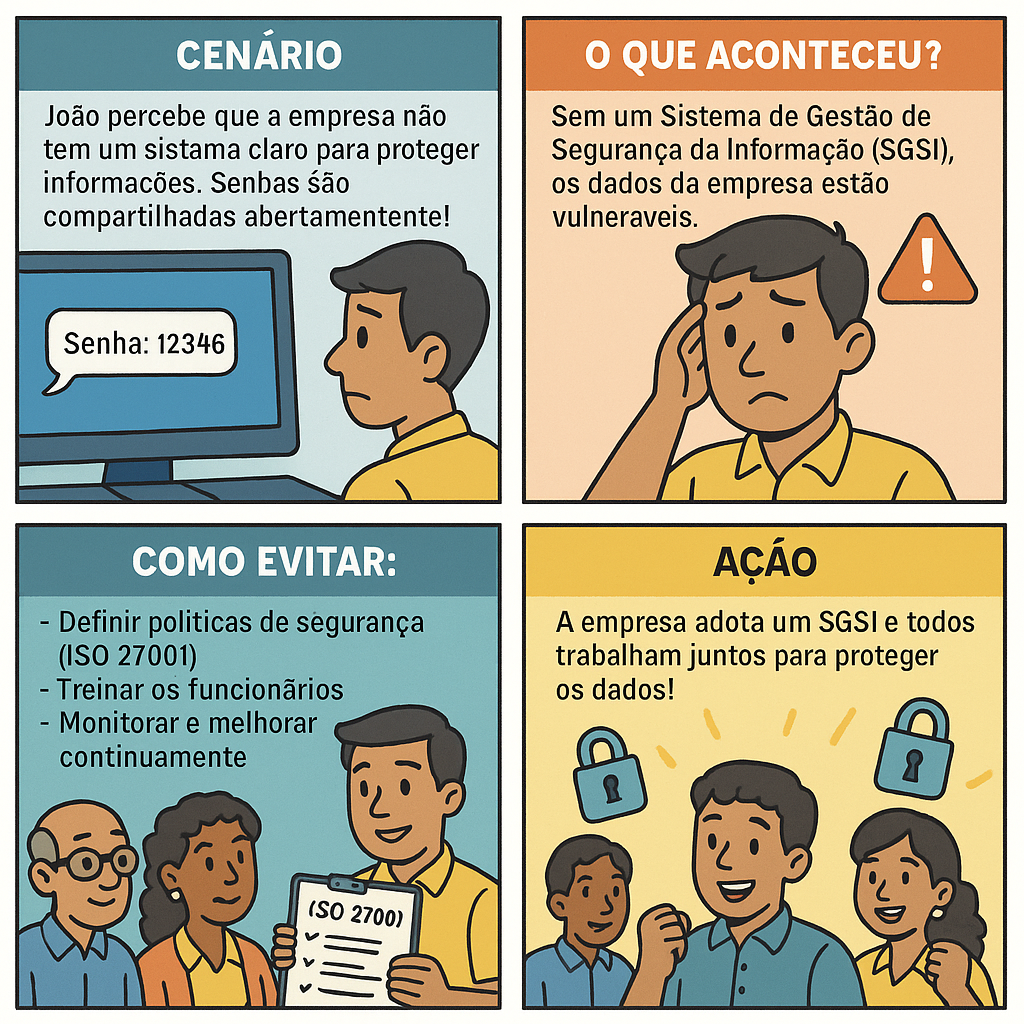 CENÁRIO
João percebe que a empresa não
tem um sistama claro para proteger
informacões. Senbas śão
compartilhadas abertamentente!
Senha: 12346
O QUE ACONTECEU?
Sem um Sistema de Gestão de
Segurança da Informação (SGSI),
os dados da empresa estão
vulneraveis.
!
COMO EVITAR:
- Definir politicas de segurança
(ISO 27001)
- Treinar os funcionãrios
- Monitorar e melhorar
continuamente
(SO 2700)
AÇÁO
A empresa adota um SGSI e todos
trabalham juntos para proteger
os dados!